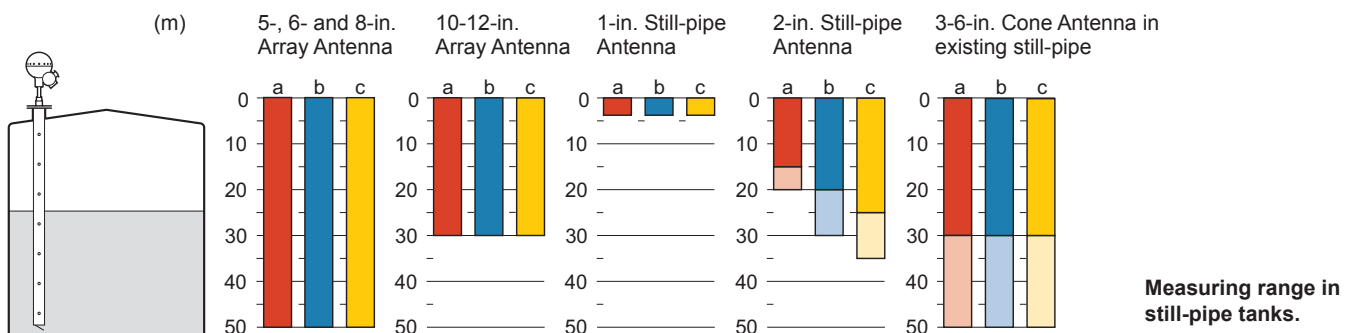 (m)
5-, 6- and 8-in.
Array Antenna
10-12-in.
Array Antenna
1-in. Still-pipe
Antenna
2-in. Still-pipe
Antenna
3-6-in. Cone Antenna in
existing still-pipe
a b c
0
10
20
30
40
50
a b c
0
10
20
30
40
50
a b c
0
10
20
30
40
50
a b c
0
10
20
30
40
50
a b c
0
10
20
30
40
50
Measuring range in
still-pipe tanks.